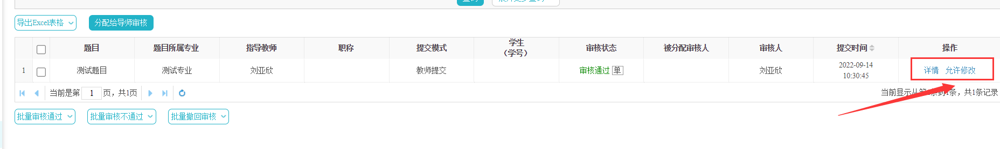 导出Excel表格
分配给导师审核
题目 题目所属专业 指导教师 职称 提交模式 学生
（学号） 审核状态 被分配审核人 审核人 提交时间 操作
1 测试题目 测试专业 刘亚欣 教师提交 审核通过 单 刘亚欣 2022-09-14
10:30:45 详情 允许修改
当前是第 1 页，共1页
当前显示从第 条到1条，共1条记录
批量审核通过 批量审核不通过 批量撤回审核